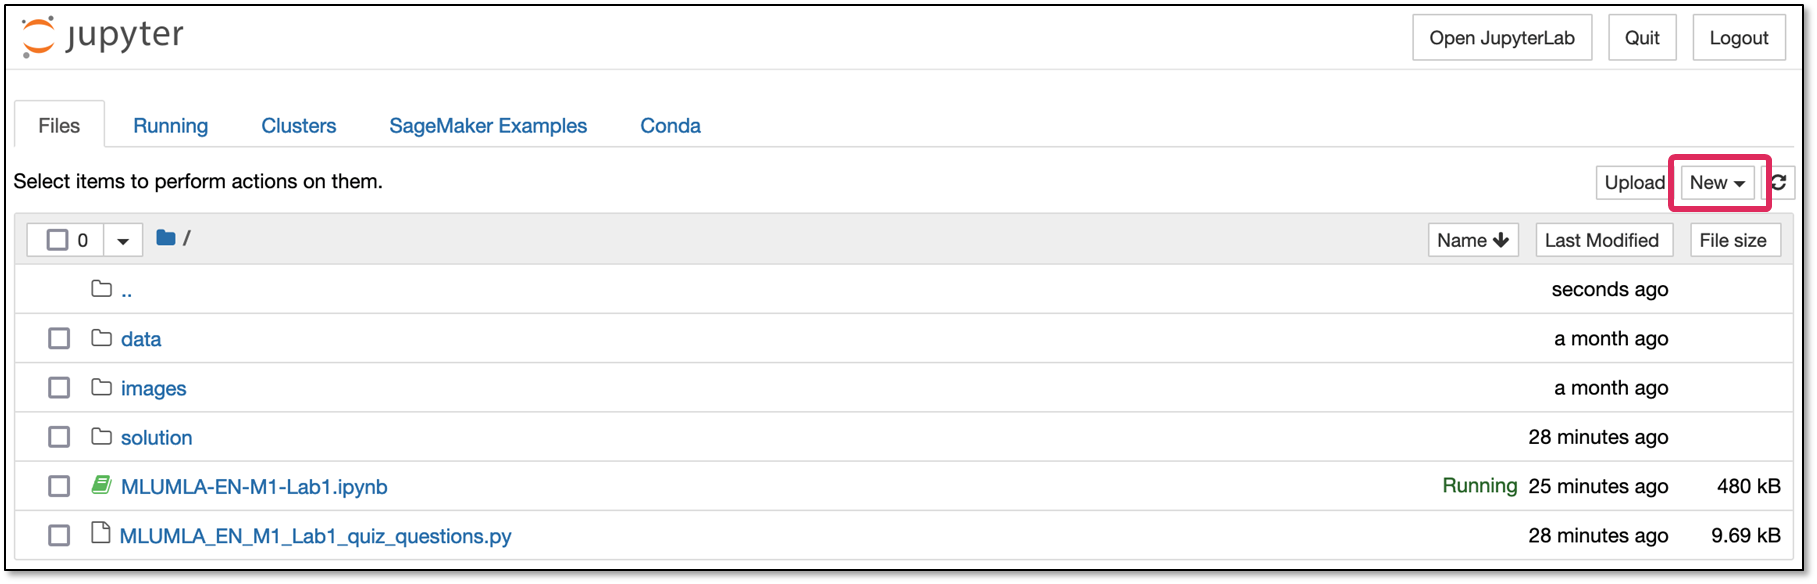 jupyter
Open JupyterLab Quit Logout
Files Running Clusters SageMaker Examples Conda
Select items to perform actions on them.
Upload New
0 / Name Last Modified File size
.. seconds ago
data a month ago
images a month ago
solution 28 minutes ago
MLUMLA-EN-M1-Lab1.ipynb Running 25 minutes ago 480 kB
MLUMLA_EN_M1_Lab1_quiz_questions.py 28 minutes ago 9.69 kB